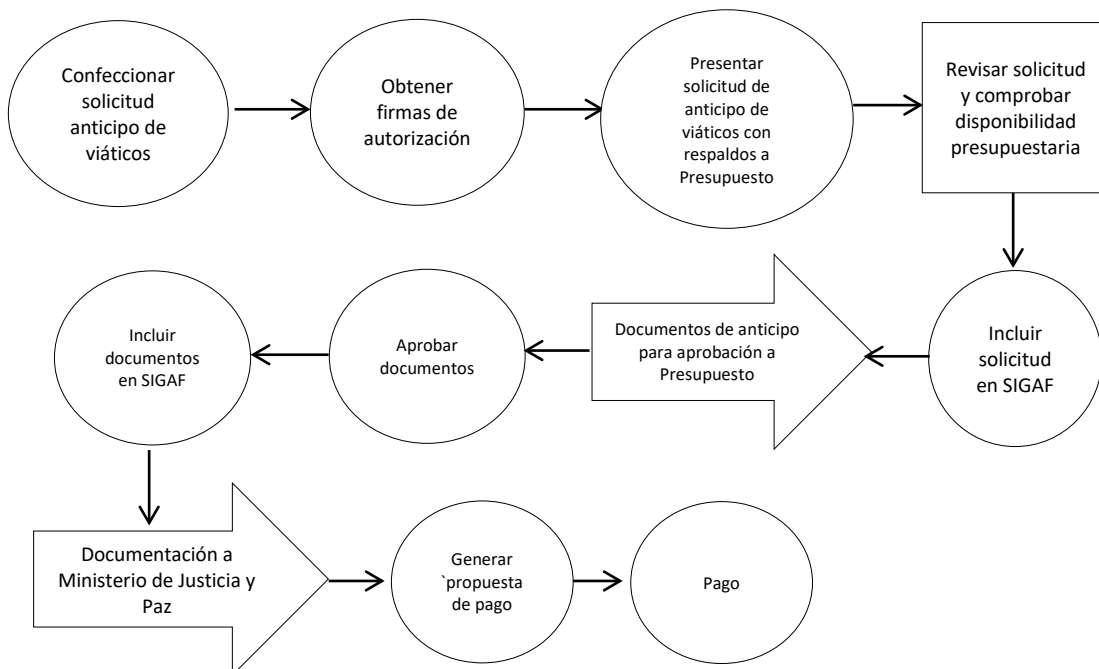 Confeccionar
solicitud
anticipo de
viáticos
Obtener
firmas de
autorización
Presentar
solicitud de
anticipo de
viáticos con
respaldos a
Presupuesto
Revisar solicitud
y comprobar
disponibilidad
presupuestaria
Incluir
solicitud
en SIGAF
Documentos de anticipo
para aprobación a
Presupuesto
Aprobar
documentos
Incluir
documentos
en SIGAF
Documentación a
Ministerio de Justicia y
Paz
Generar
`propuesta
de pago
Pago